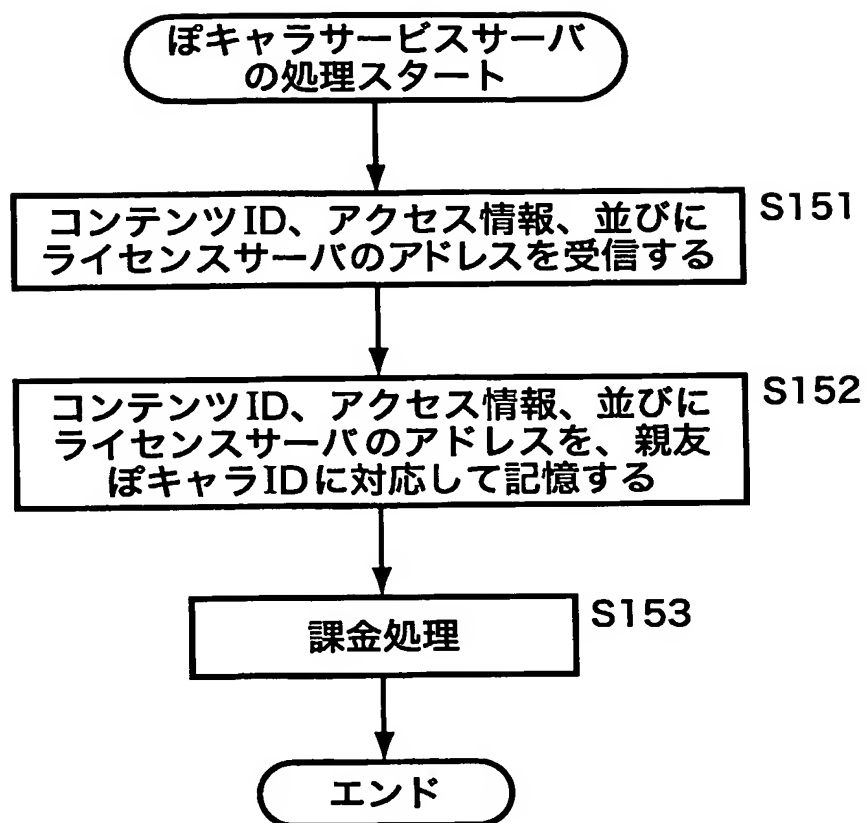 ぽキャラサービスサーバ
の処理スタート
コンテンツID、アクセス情報、並びに
ライセンスサーバのアドレスを受信する
S151
コンテンツID、アクセス情報、並びに
ライセンスサーバのアドレスを、親友
ぽキャラIDに対応して記憶する
S152
課金処理
S153
エンド